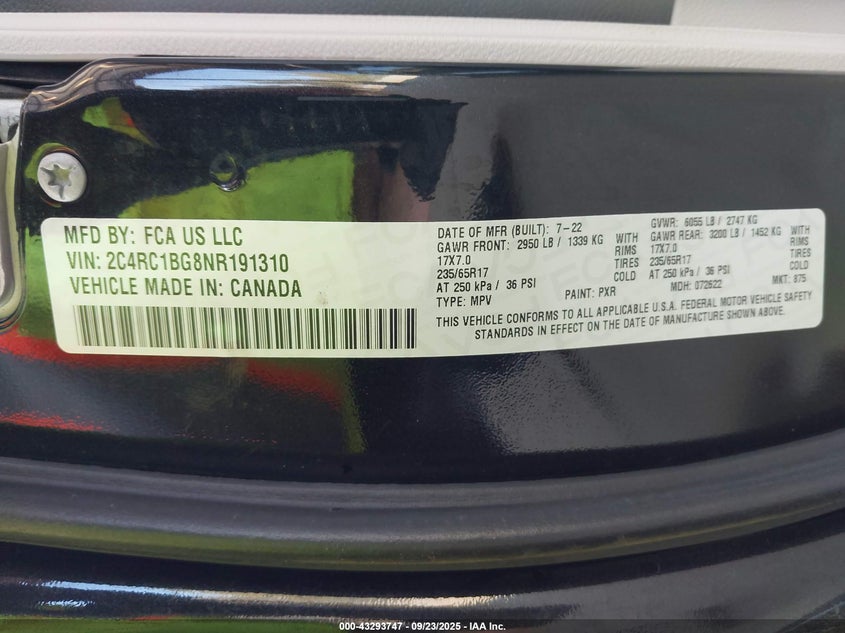 MFD BY: FCA US LLC
VIN: 2C4RC1BG8NR191310
VEHICLE MADE IN: CANADA
DATE OF MFR (BUILT): 7-22
GVWR: 6055 LB / 2747 KG
GAWR FRONT: 2950 LB / 1339 KG WITH
GAWR REAR: 3200 LB / 1452 KG WITH
17X7.0 RIMS
17X7.0 RIMS
235/65R17 TIRES
235/65R17 TIRES
AT 250 kPa / 36 PSI COLD
AT 250 kPa / 36 PSI COLD
TYPE: MPV PAINT: PXR MDH: 072622 MKT: 875
THIS VEHICLE CONFORMS TO ALL APPLICABLE U.S.A. FEDERAL MOTOR VEHICLE SAFETY
STANDARDS IN EFFECT ON THE DATE OF MANUFACTURE SHOWN ABOVE.
000-43293747 - 09/23/2025 - IAA Inc.